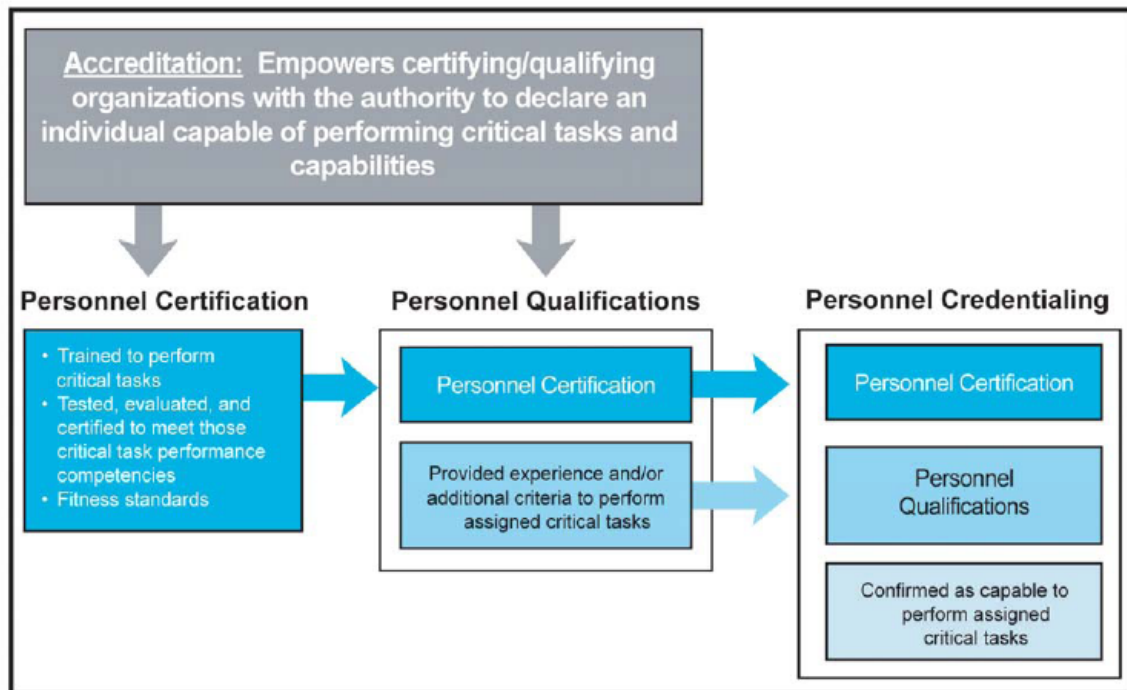 Accreditation: Empowers certifying/qualifying
organizations with the authority to declare an
individual capable of performing critical tasks and
capabilities
Personnel Certification
• Trained to perform
critical tasks
• Tested, evaluated, and
certified to meet those
critical task performance
competencies
• Fitness standards
Personnel Qualifications
Personnel Certification
Provided experience and/or
additional criteria to perform
assigned critical tasks
Personnel Credentialing
Personnel Certification
Personnel
Qualifications
Confirmed as capable to
perform assigned
critical tasks